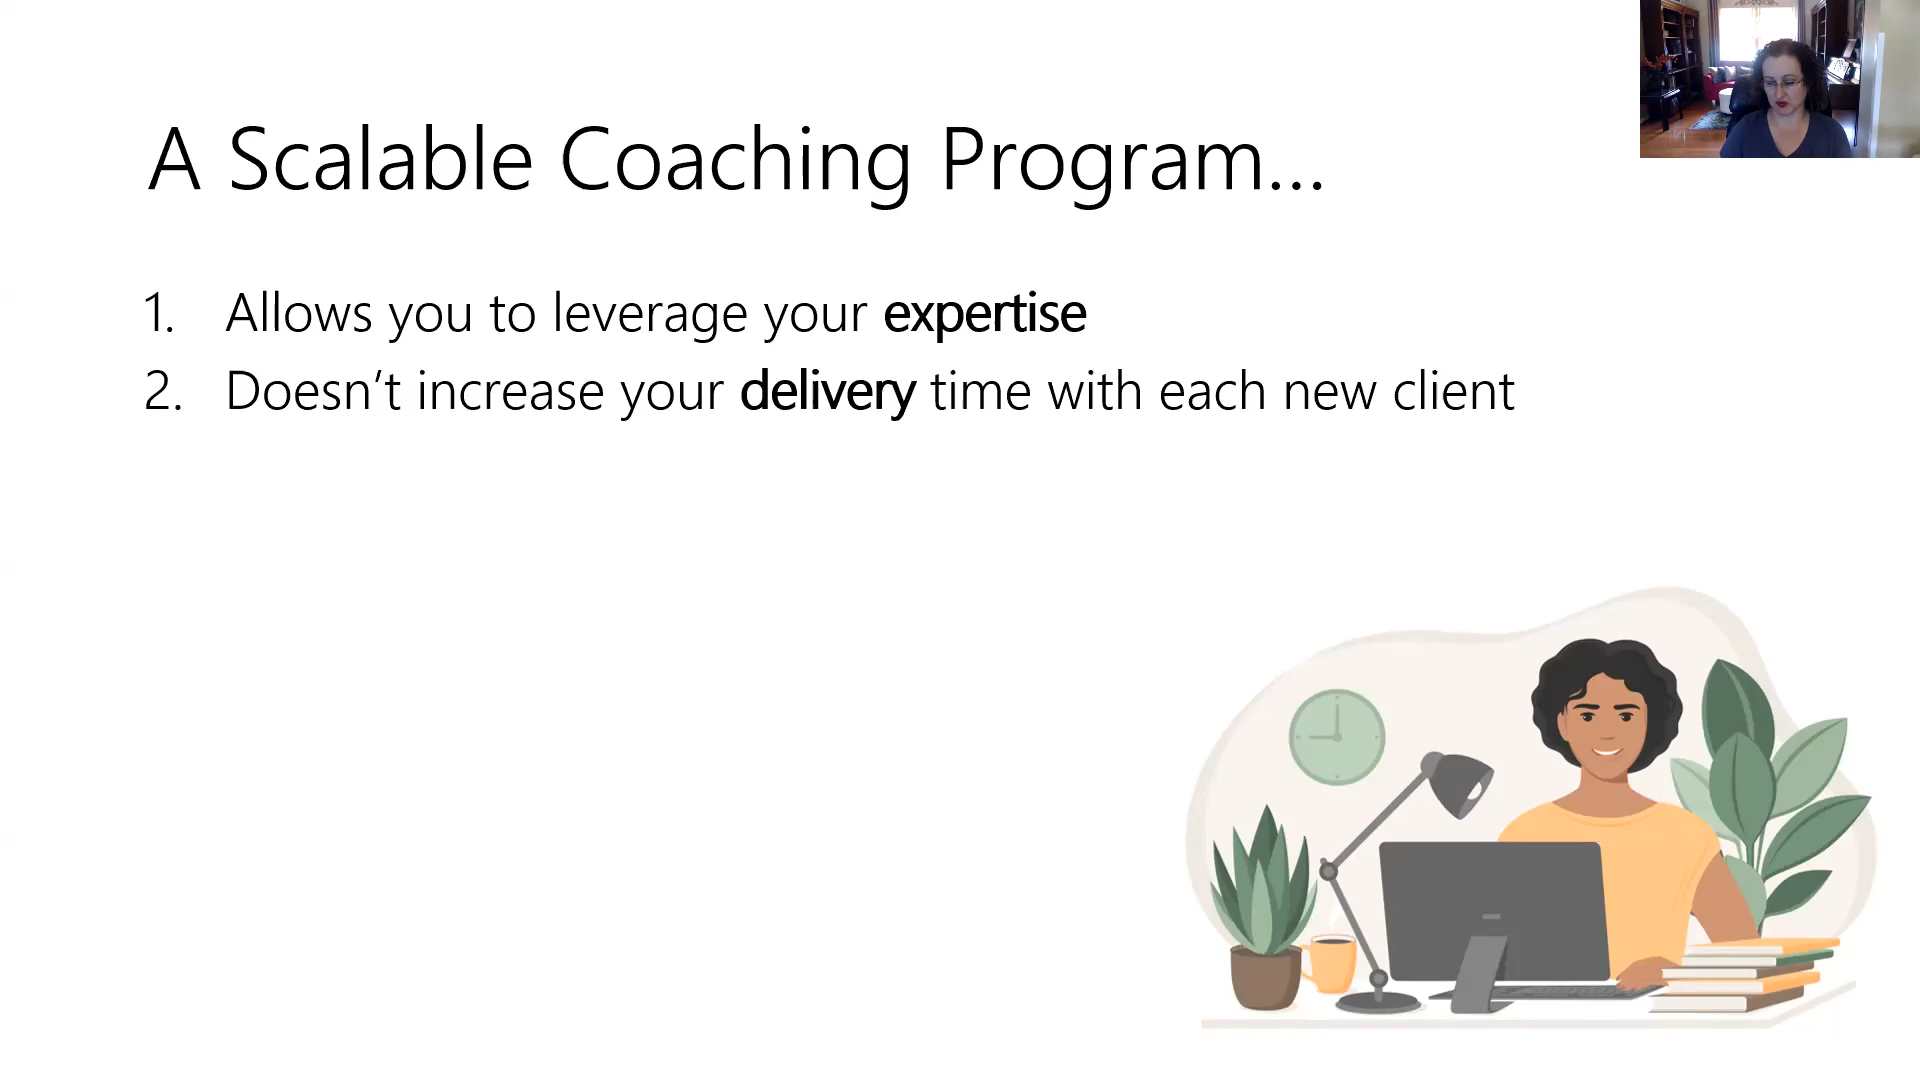 A Scalable Coaching Program...
1. Allows you to leverage your expertise
2. Doesn’t increase your delivery time with each new client